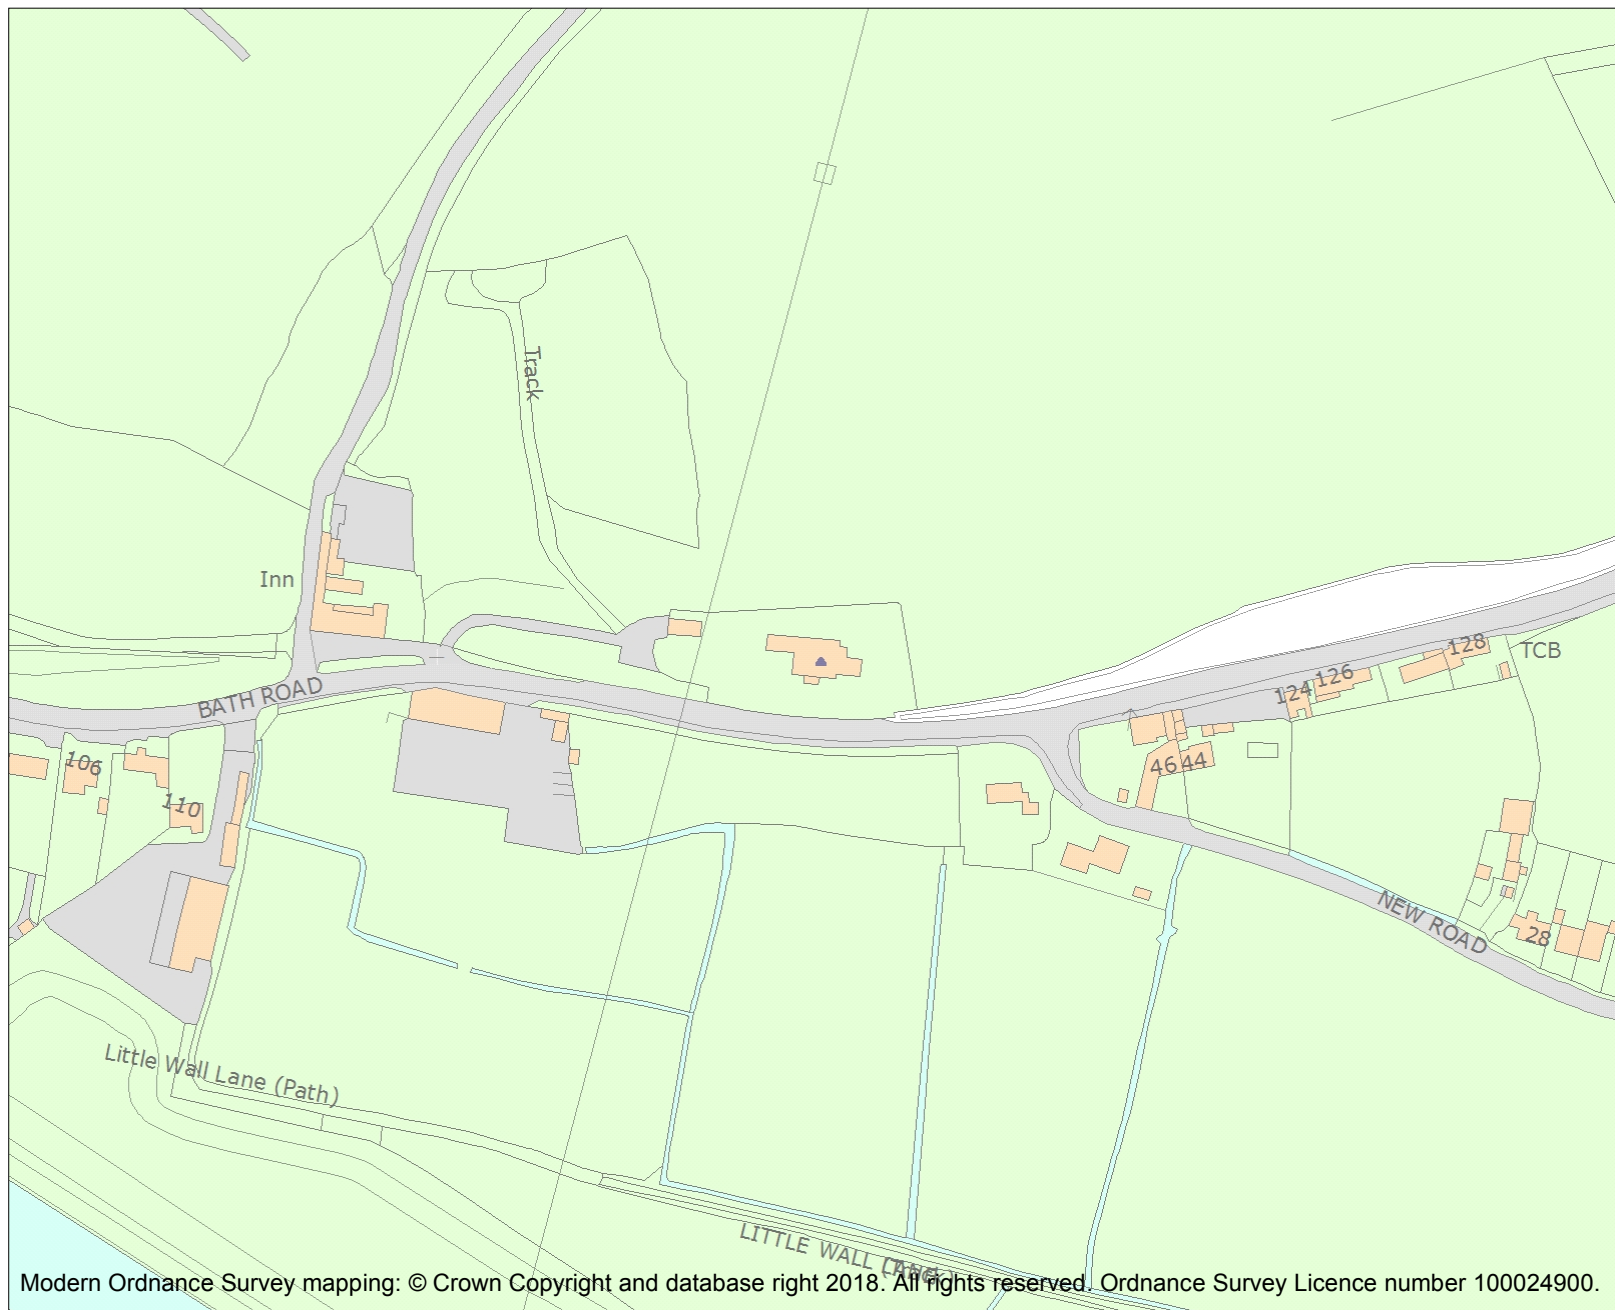 Track
Inn
BATH ROAD
128
TCB
126
124
46 44
106
110
NEW ROAD
28
Little Wall Lane (Path)
LITTLE WALL
Modern Ordnance Survey mapping: © Crown Copyright and database right 2018. All rights reserved. Ordnance Survey Licence number 100024900.